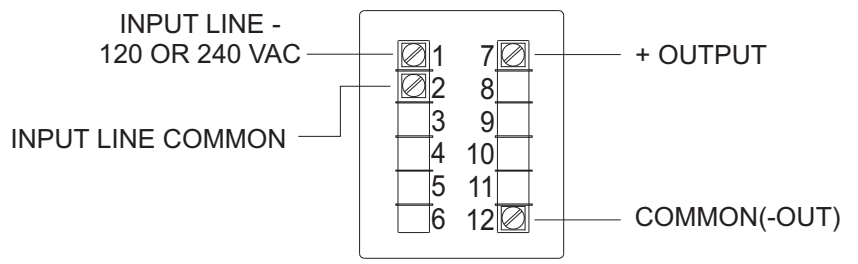 INPUT LINE -
120 OR 240 VAC
INPUT LINE COMMON
1
2
3
4
5
6
7
8
9
10
11
12
+ OUTPUT
COMMON(-OUT)